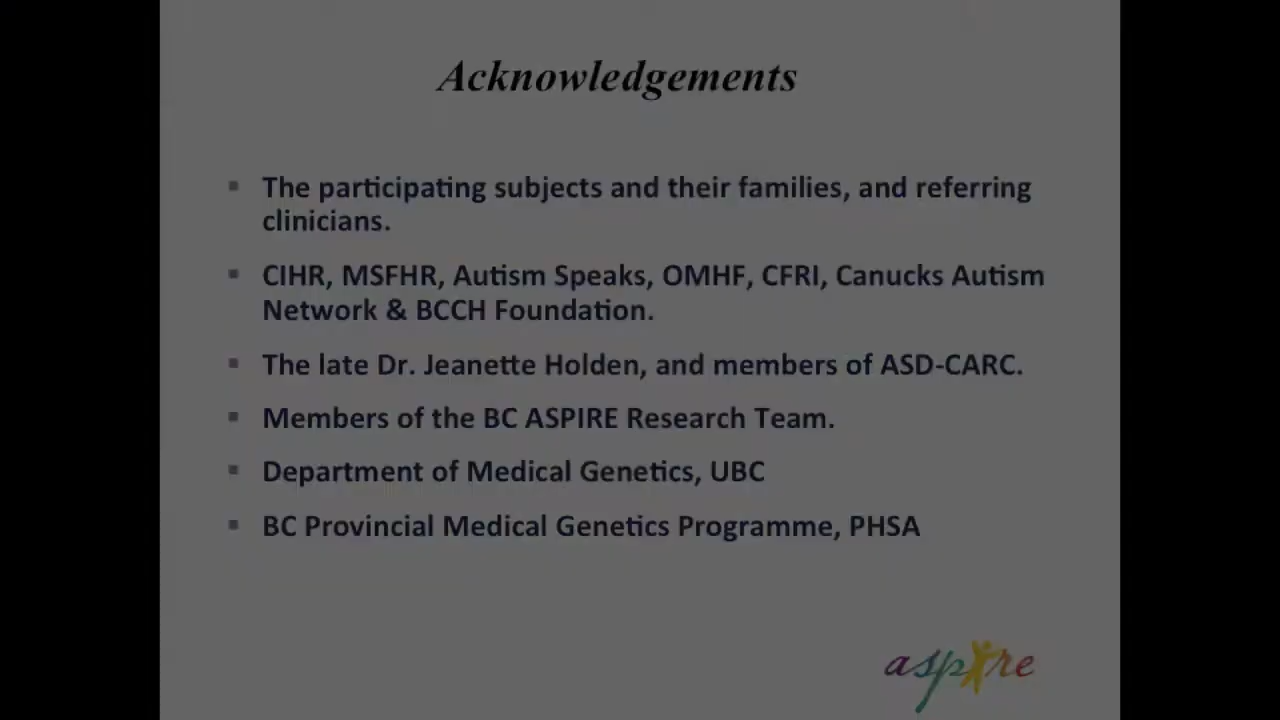 Acknowledgements
▪ The participating subjects and their families, and referring
clinicians.
▪ CIHR, MSFHR, Autism Speaks, OMHF, CFRI, Canucks Autism
Network & BCCH Foundation.
▪ The late Dr. Jeanette Holden, and members of ASD-CARC.
▪ Members of the BC ASPIRE Research Team.
▪ Department of Medical Genetics, UBC
▪ BC Provincial Medical Genetics Programme, PHSA
aspire